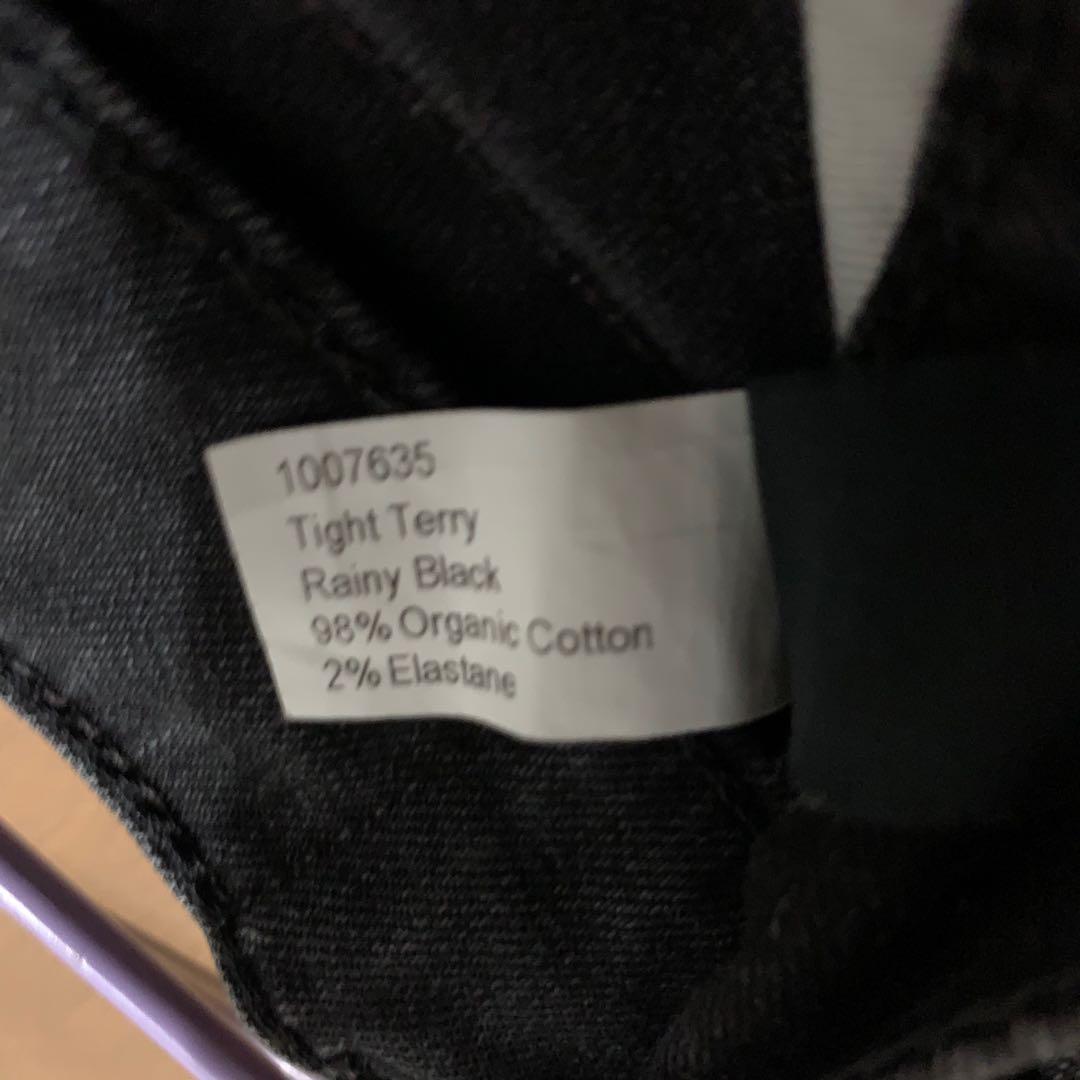 1007635
Tight Terry
Rainy Black
98% Organic Cotton
2% Elastane